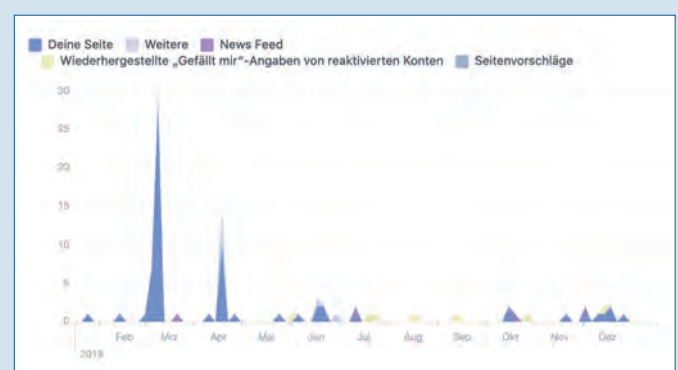 Deine Seite Weitere News Feed
Wiederhergestellte „Gefällt mir"-Angaben von reaktivierten Konten Seitenvorschläge
30
25
20
15
10
5
0
Feb Mrz Apr Mai Jun Jul Aug Sep Okt Nov Dez
2019